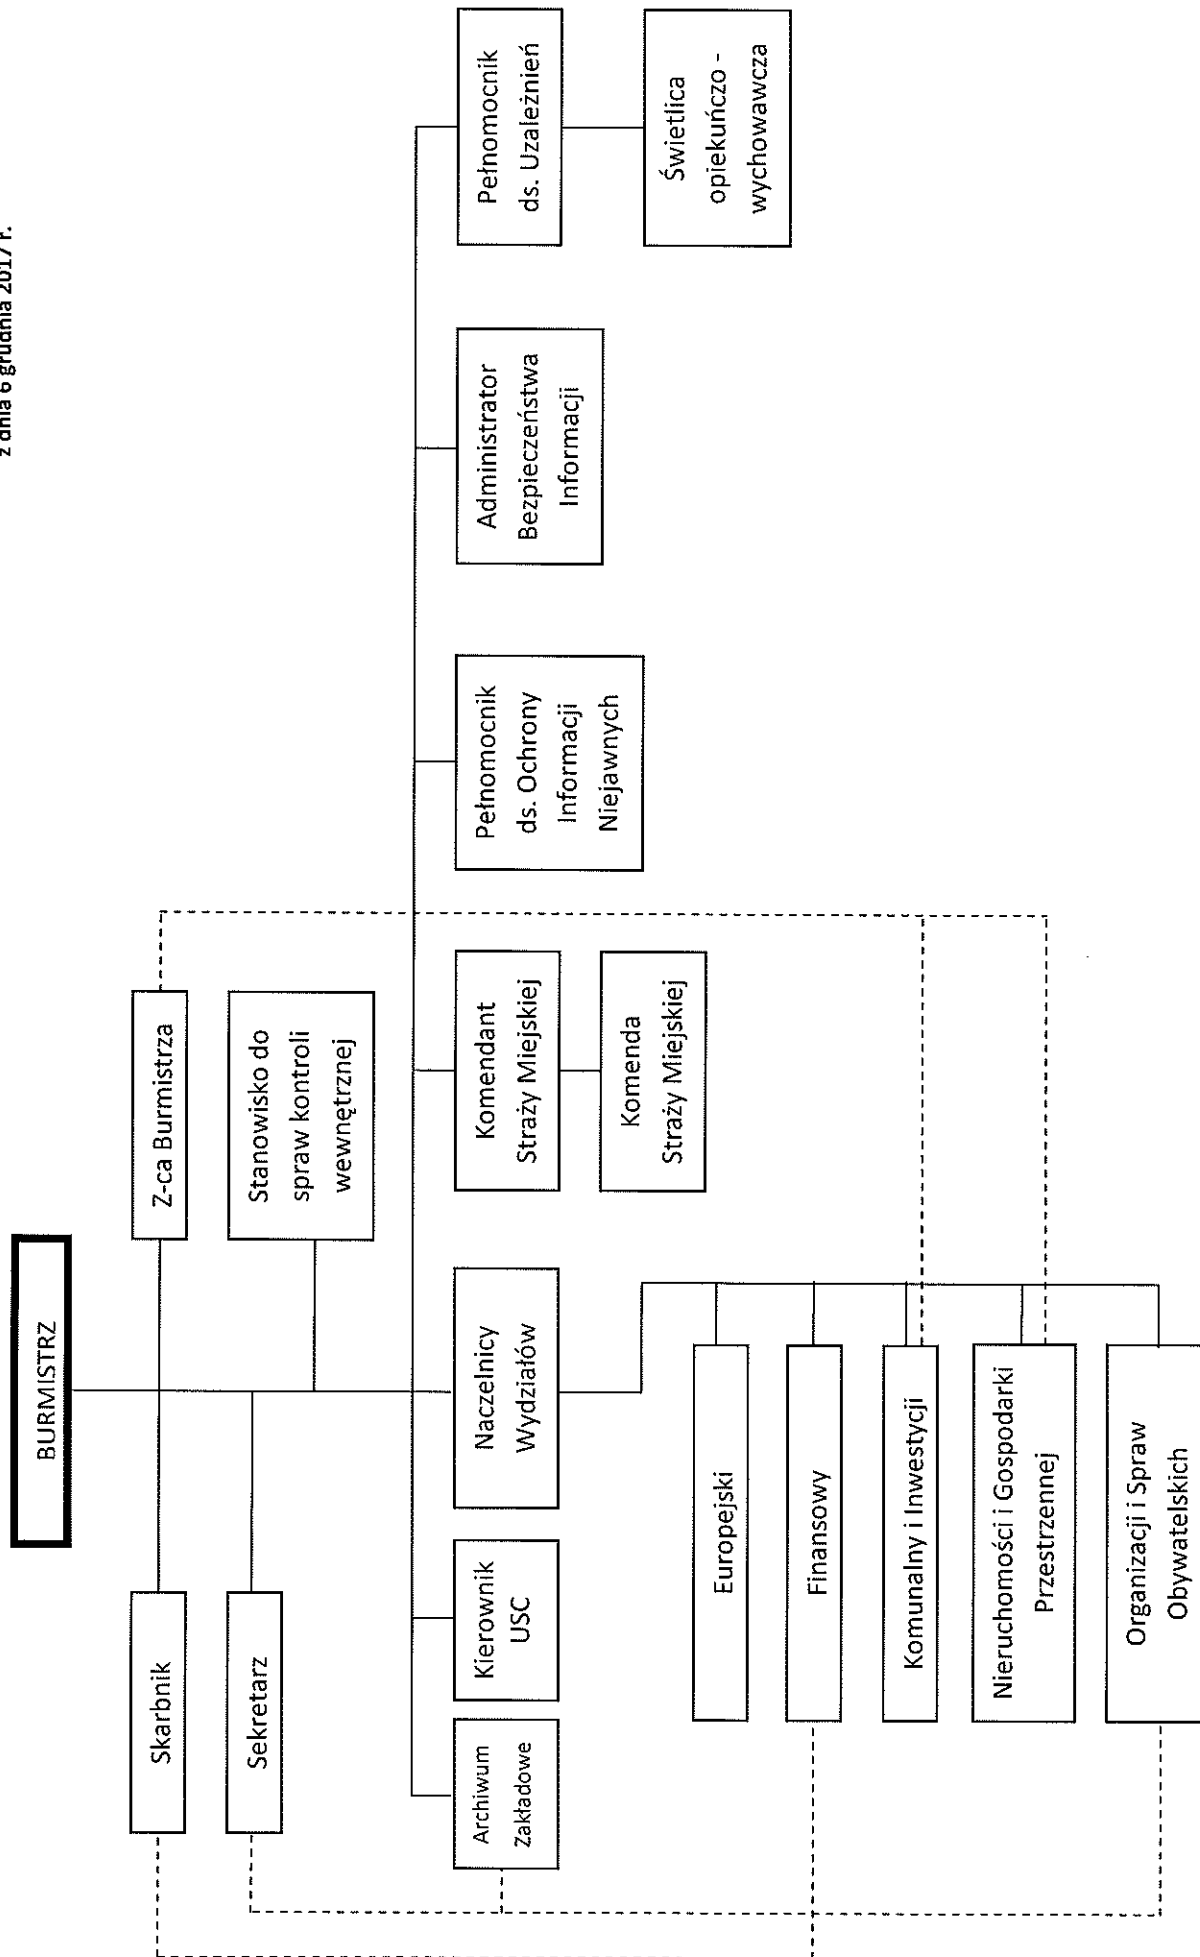 z dnia 6 grudnia 2017 r.
BURMISTRZ
Skarbnik
Z-ca Burmistrza
Sekretarz
Stanowisko do
spraw kontroli
wewnętrznej
Archiwum
Zakładowe
Kierownik
USC
Naczelnicy
Wydziałów
Komendant
Straży Miejskiej
Pełnomocnik
ds. Ochrony
Informacji
Niejawnych
Administrator
Bezpieczeństwa
Informacji
Pełnomocnik
ds. Uzależnień
Komenda
Straży Miejskiej
Świetlica
opiekuńczo -
wychowawcza
Europejski
Finansowy
Komunalny i Inwestycji
Nieruchomości i Gospodarki
Przestrzennej
Organizacji i Spraw
Obywatelskich